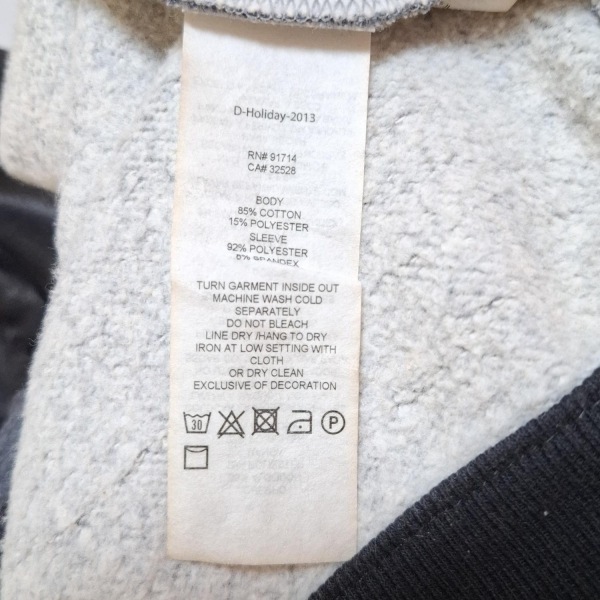 D-Holiday-2013
RN# 91714
CA# 32528
BODY
85% COTTON
15% POLYESTER
SLEEVE
92% POLYESTER
SPANDEX
TURN GARMENT INSIDE OUT
MACHINE WASH COLD
SEPARATELY
DO NOT BLEACH
LINE DRY /HANG TO DRY
IRON AT LOW SETTING WITH
CLOTH
OR DRY CLEAN
EXCLUSIVE OF DECORATION
30 P